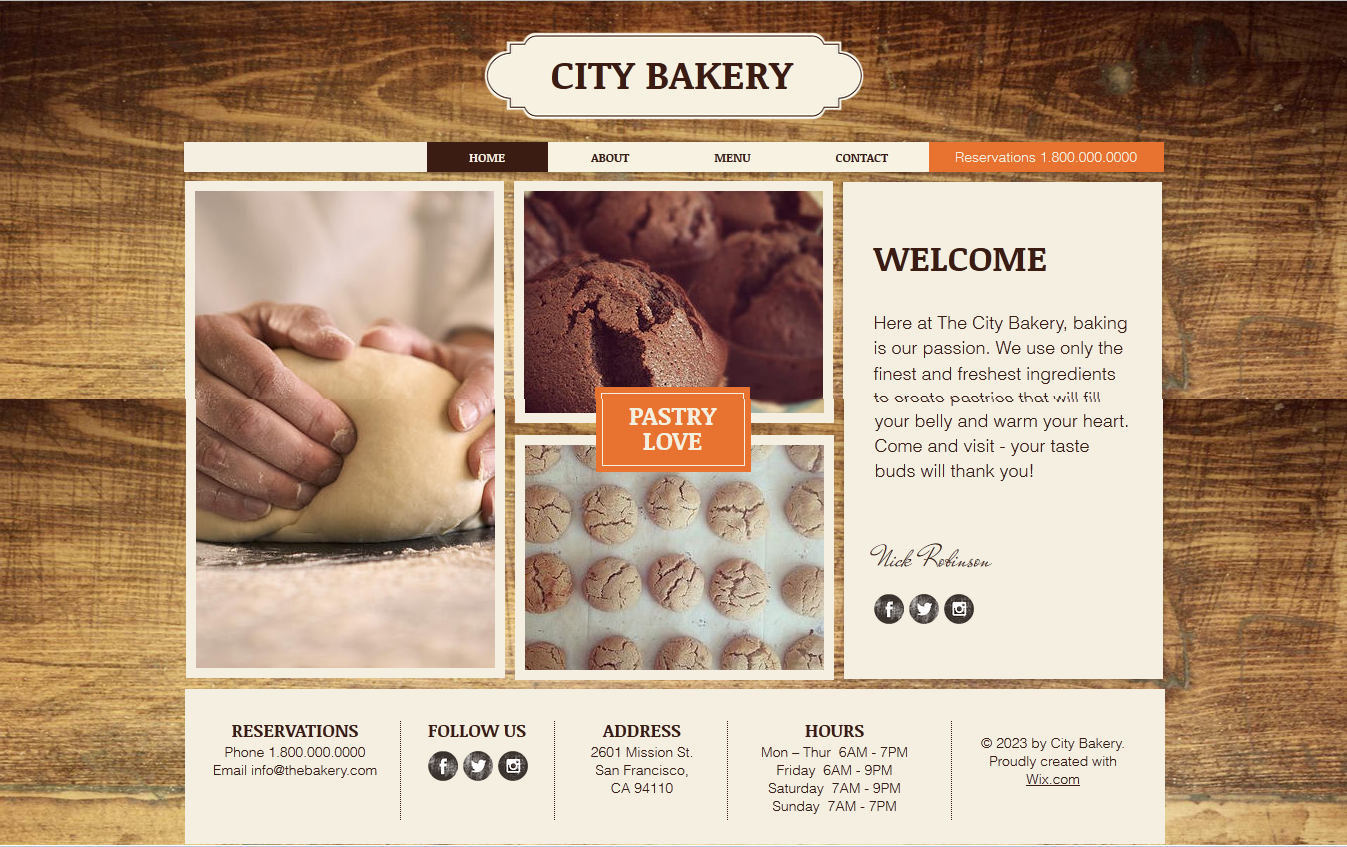 CITY BAKERY
HOME ABOUT MENU CONTACT Reservations 1.800.000.0000
PASTRY
LOVE
WELCOME
Here at The City Bakery, baking
is our passion. We use only the
finest and freshest ingredients
to create pastries that will fill
your belly and warm your heart.
Come and visit - your taste
buds will thank you!
Nick Robinson
RESERVATIONS
Phone 1.800.000.0000
Email info@thebakery.com
FOLLOW US
ADDRESS
2601 Mission St.
San Francisco,
CA 94110
HOURS
Mon – Thur 6AM - 7PM
Friday 6AM - 9PM
Saturday 7AM - 9PM
Sunday 7AM - 7PM
© 2023 by City Bakery.
Proudly created with
Wix.com